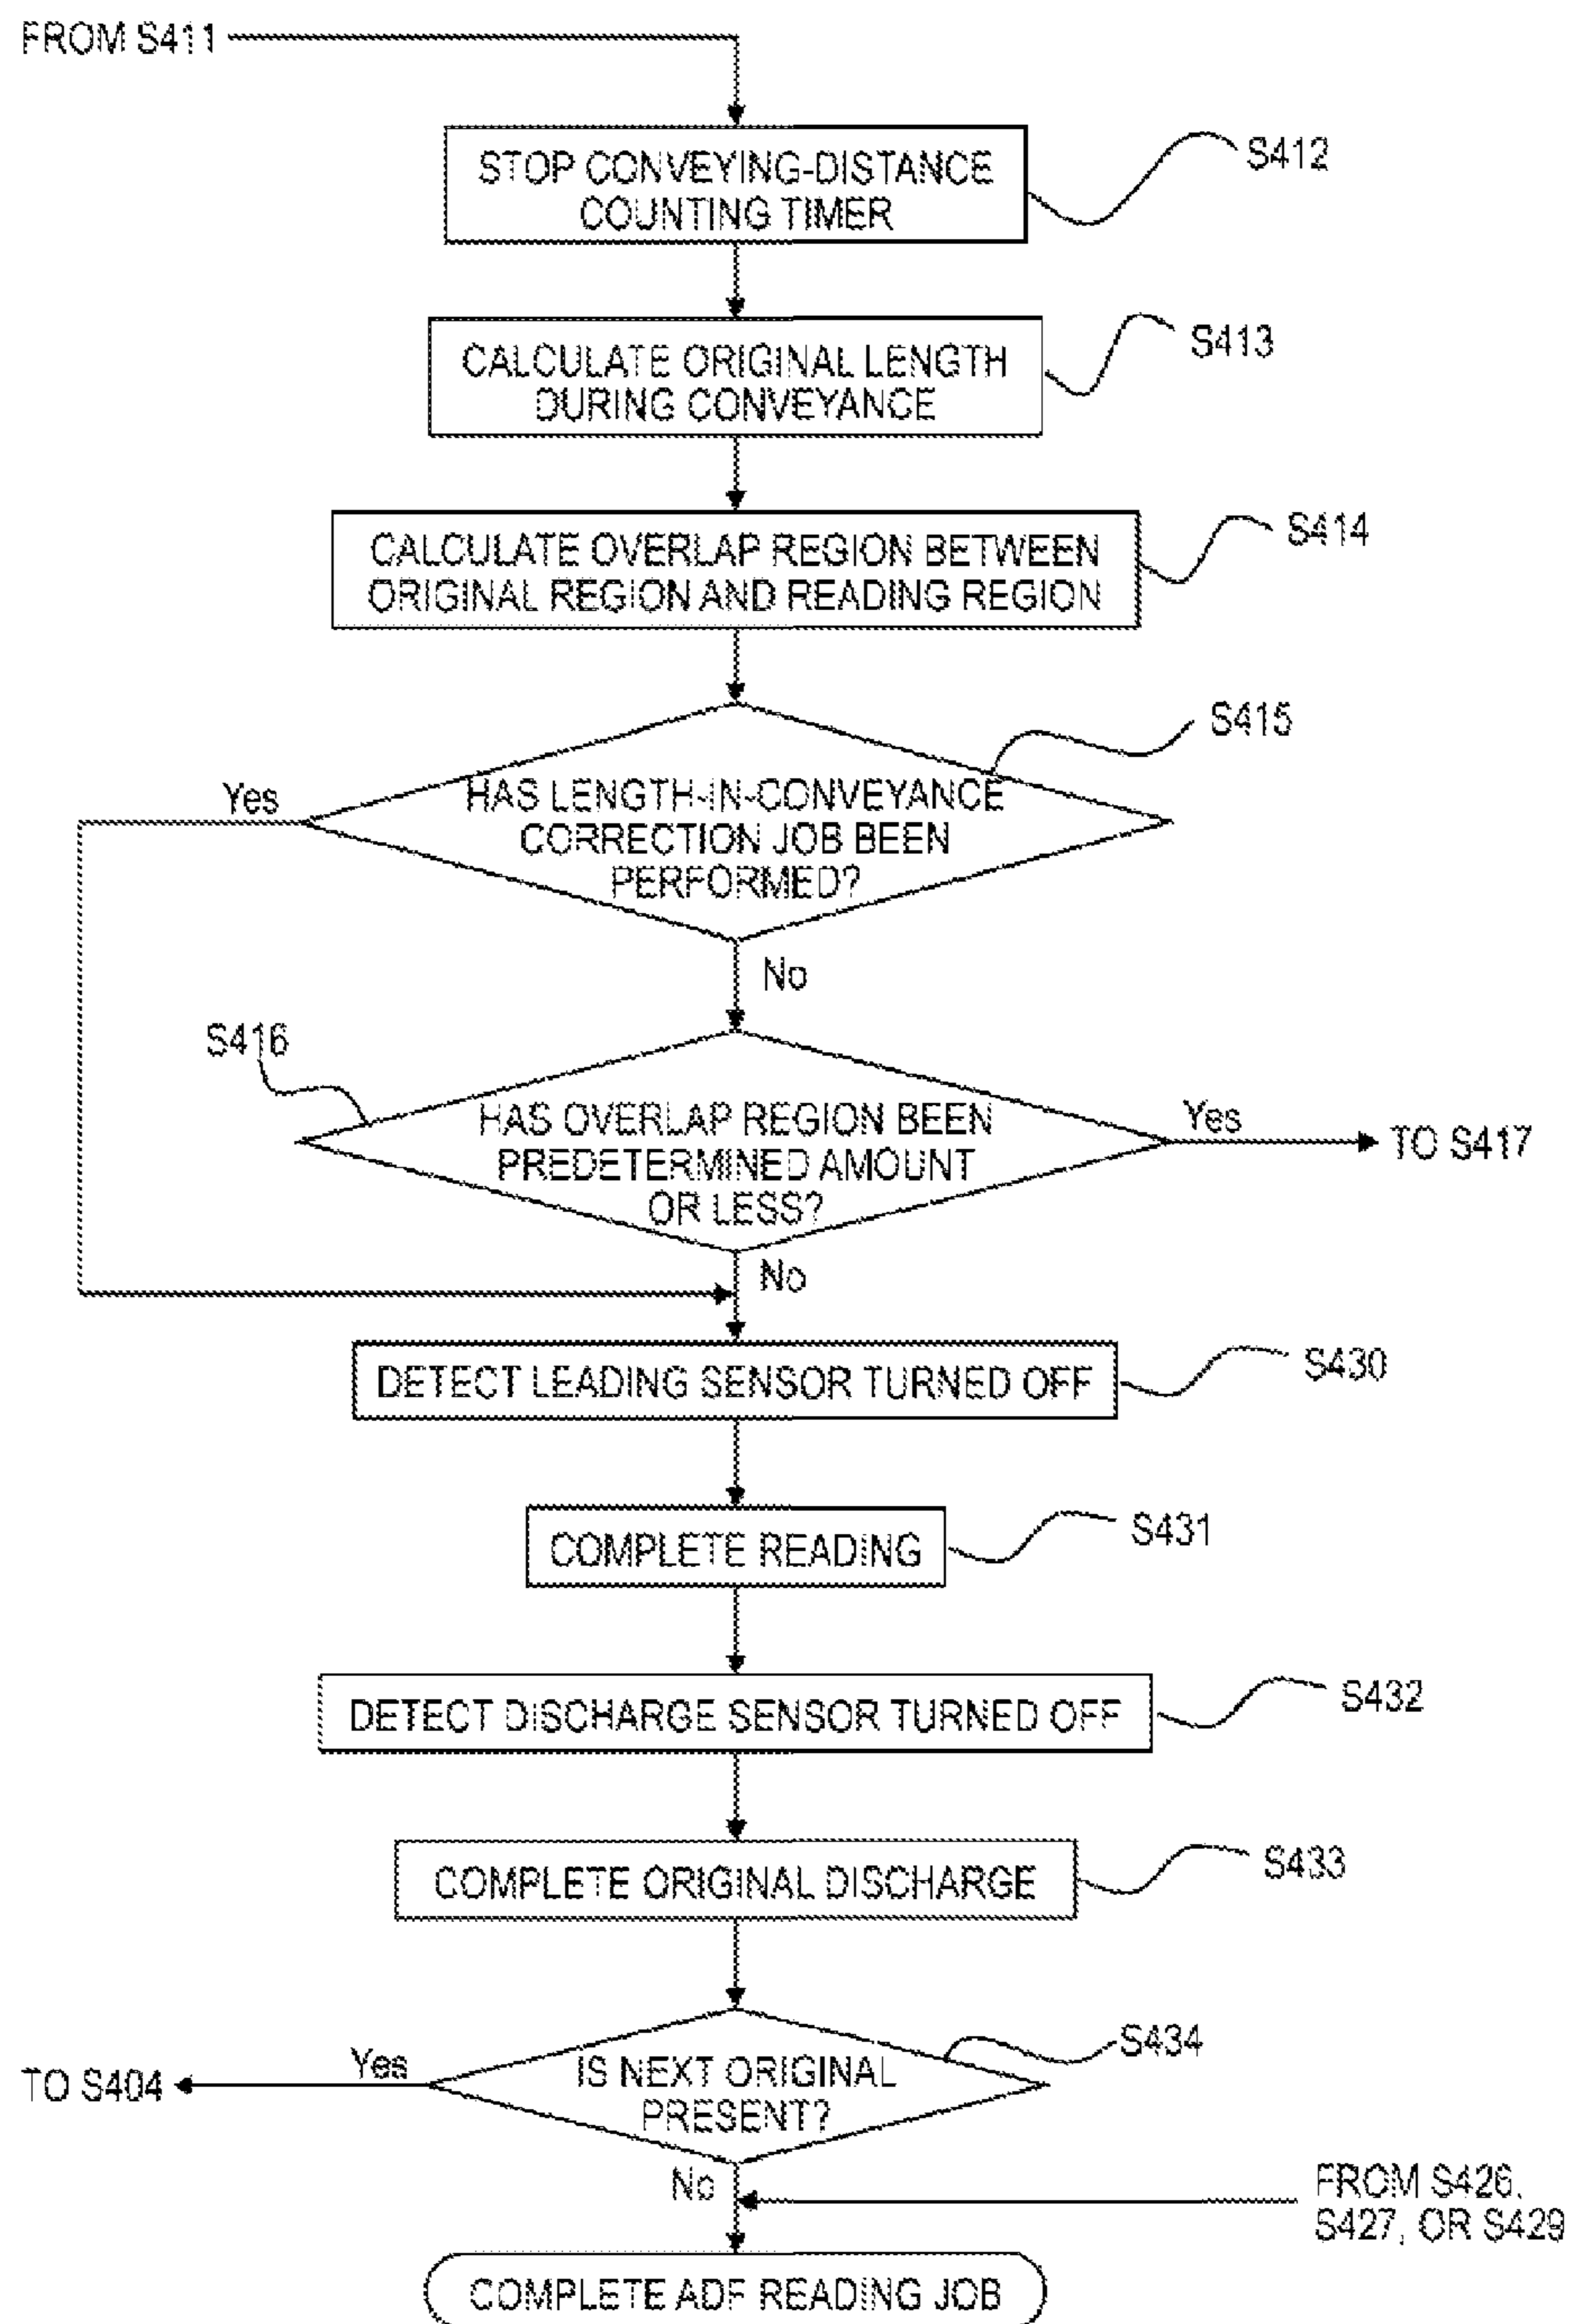 FROM S411
STOP CONVEYING-DISTANCE
COUNTING TIMER
S412
CALCULATE ORIGINAL LENGTH
DURING CONVEYANCE
S413
CALCULATE OVERLAP REGION BETWEEN
ORIGINAL REGION AND READING REGION
S414
S415
HAS LENGTH-IN-CONVEYANCE
CORRECTION JOB BEEN
PERFORMED?
Yes
No
S416
HAS OVERLAP REGION BEEN
PREDETERMINED AMOUNT
OR LESS?
Yes
TO S417
No
DETECT LEADING SENSOR TURNED OFF
S430
COMPLETE READING
S431
DETECT DISCHARGE SENSOR TURNED OFF
S432
COMPLETE ORIGINAL DISCHARGE
S433
S434
IS NEXT ORIGINAL
PRESENT?
Yes
TO S404
No
FROM S426,
S427, OR S429
COMPLETE ADF READING JOB